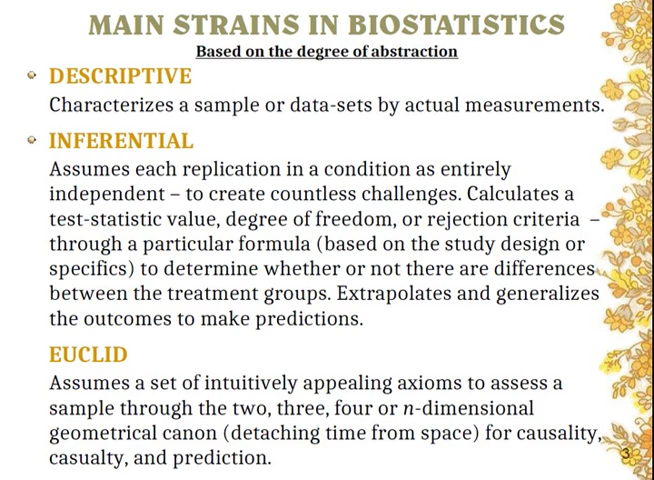 MAIN STRAINS IN BIOSTATISTICS
Based on the degree of abstraction
DESCRIPTIVE
Characterizes a sample or data-sets by actual measurements.
INFERENTIAL
Assumes each replication in a condition as entirely
independent – to create countless challenges. Calculates a
test-statistic value, degree of freedom, or rejection criteria –
through a particular formula (based on the study design or
specifics) to determine whether or not there are differences
between the treatment groups. Extrapolates and generalizes
the outcomes to make predictions.
EUCLID
Assumes a set of intuitively appealing axioms to assess a
sample through the two, three, four or n-dimensional
geometrical canon (detaching time from space) for causality,
casualty, and prediction.
3